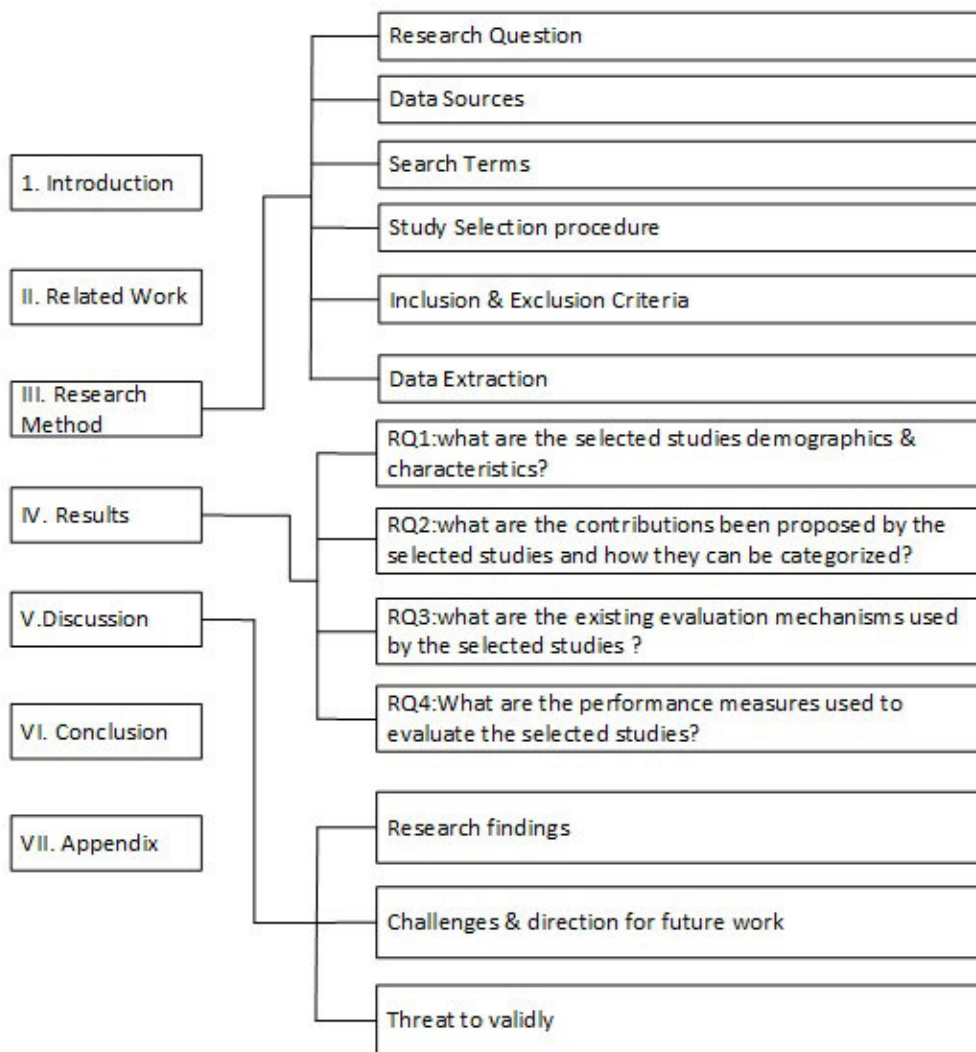 1. Introduction
II. Related Work
III. Research
Method
IV. Results
V.Discussion
VI. Conclusion
VII. Appendix
Research Question
Data Sources
Search Terms
Study Selection procedure
Inclusion & Exclusion Criteria
Data Extraction
RQ1:what are the selected studies demographics &
characteristics?
RQ2:what are the contributions been proposed by the
selected studies and how they can be categorized?
RQ3:what are the existing evaluation mechanisms used
by the selected studies ?
RQ4:What are the performance measures used to
evaluate the selected studies?
Research findings
Challenges & direction for future work
Threat to validly